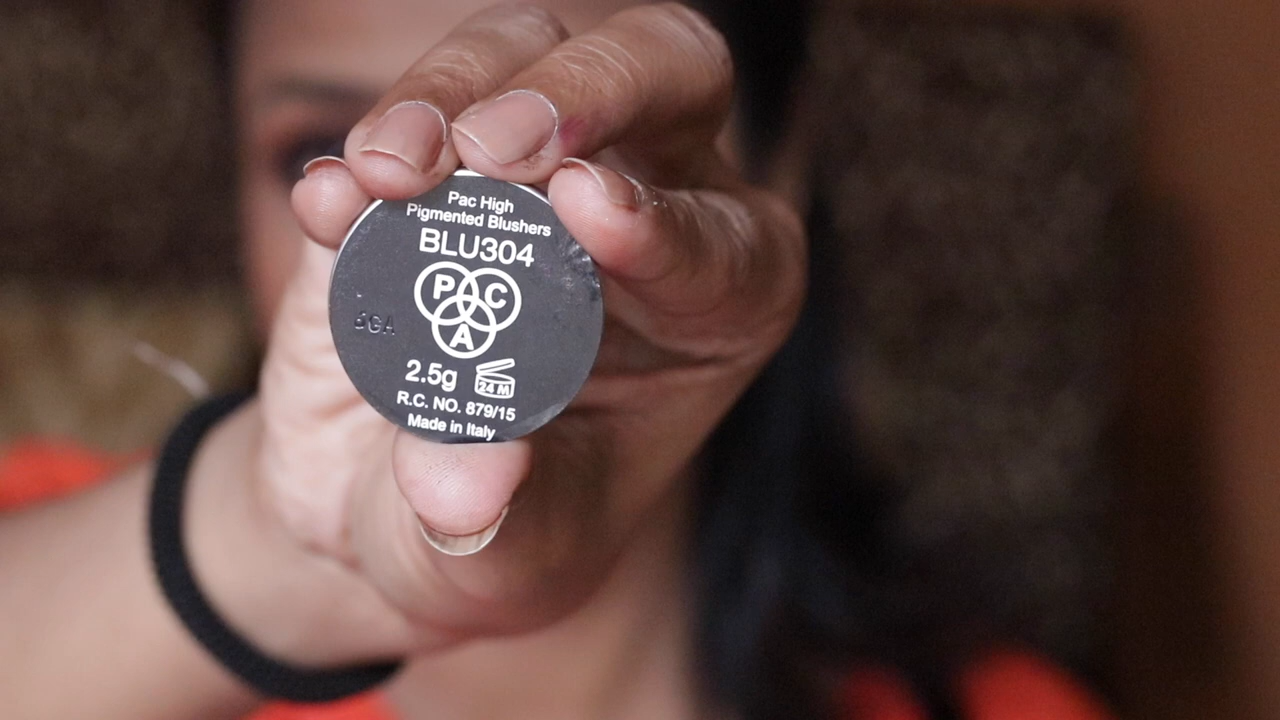 Pac High
Pigmented Blushers
BLU304
P C
A
2.5g 24 M
R.C. NO. 879/15
Made in Italy